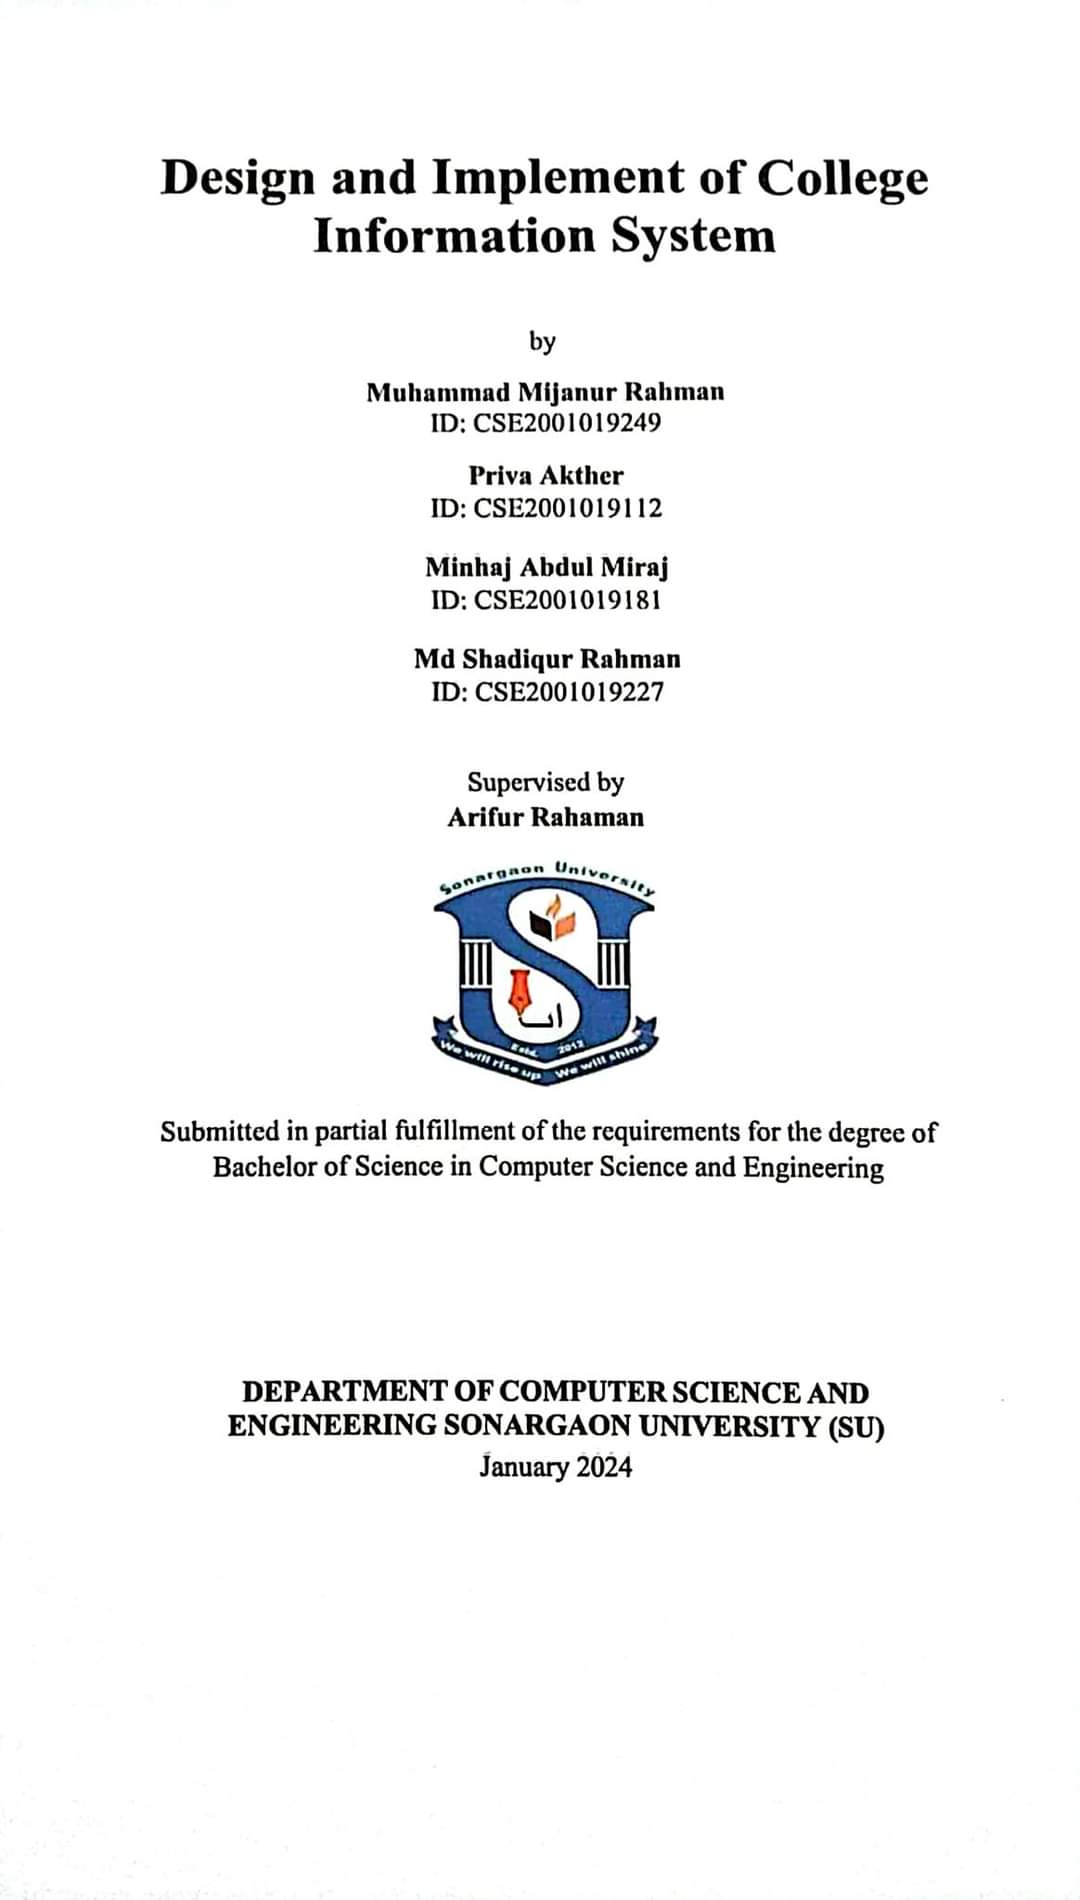 Design and Implement of College
Information System
by
Muhammad Mijanur Rahman
ID: CSE2001019249
Priva Akther
ID: CSE2001019112
Minhaj Abdul Miraj
ID: CSE2001019181
Md Shadiqur Rahman
ID: CSE2001019227
Supervised by
Arifur Rahaman
Sonargaon University
Estd. 2012
We will rise up We will shine
Submitted in partial fulfillment of the requirements for the degree of
Bachelor of Science in Computer Science and Engineering
DEPARTMENT OF COMPUTER SCIENCE AND
ENGINEERING SONARGAON UNIVERSITY (SU)
January 2024